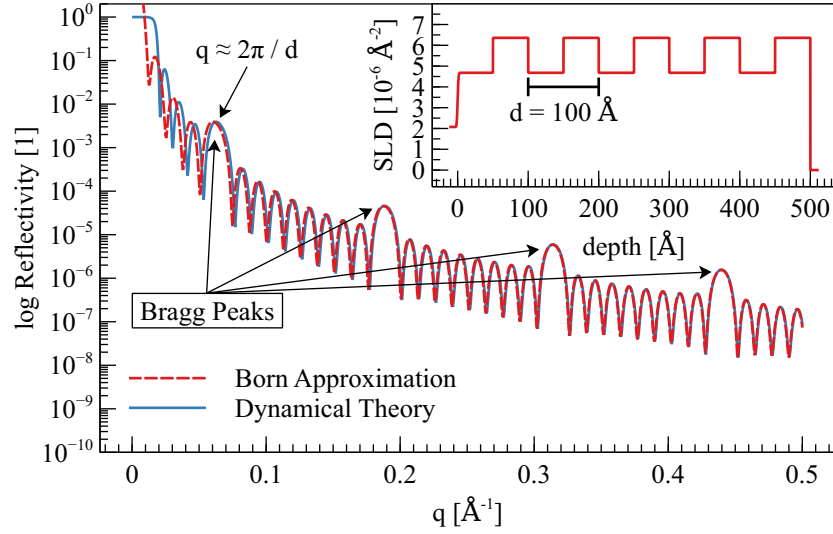 log Reflectivity [1]
10⁰
10⁻¹
10⁻²
10⁻³
10⁻⁴
10⁻⁵
10⁻⁶
10⁻⁷
10⁻⁸
10⁻⁹
10⁻¹⁰
q ≈ 2π / d
Bragg Peaks
Born Approximation
Dynamical Theory
0 0.1 0.2 0.3 0.4 0.5
q [Å⁻¹]
SLD [10⁻⁶ Å⁻²]
7
6
5
4
3
2
1
0
d = 100 Å
0 100 200 300 400 500
depth [Å]